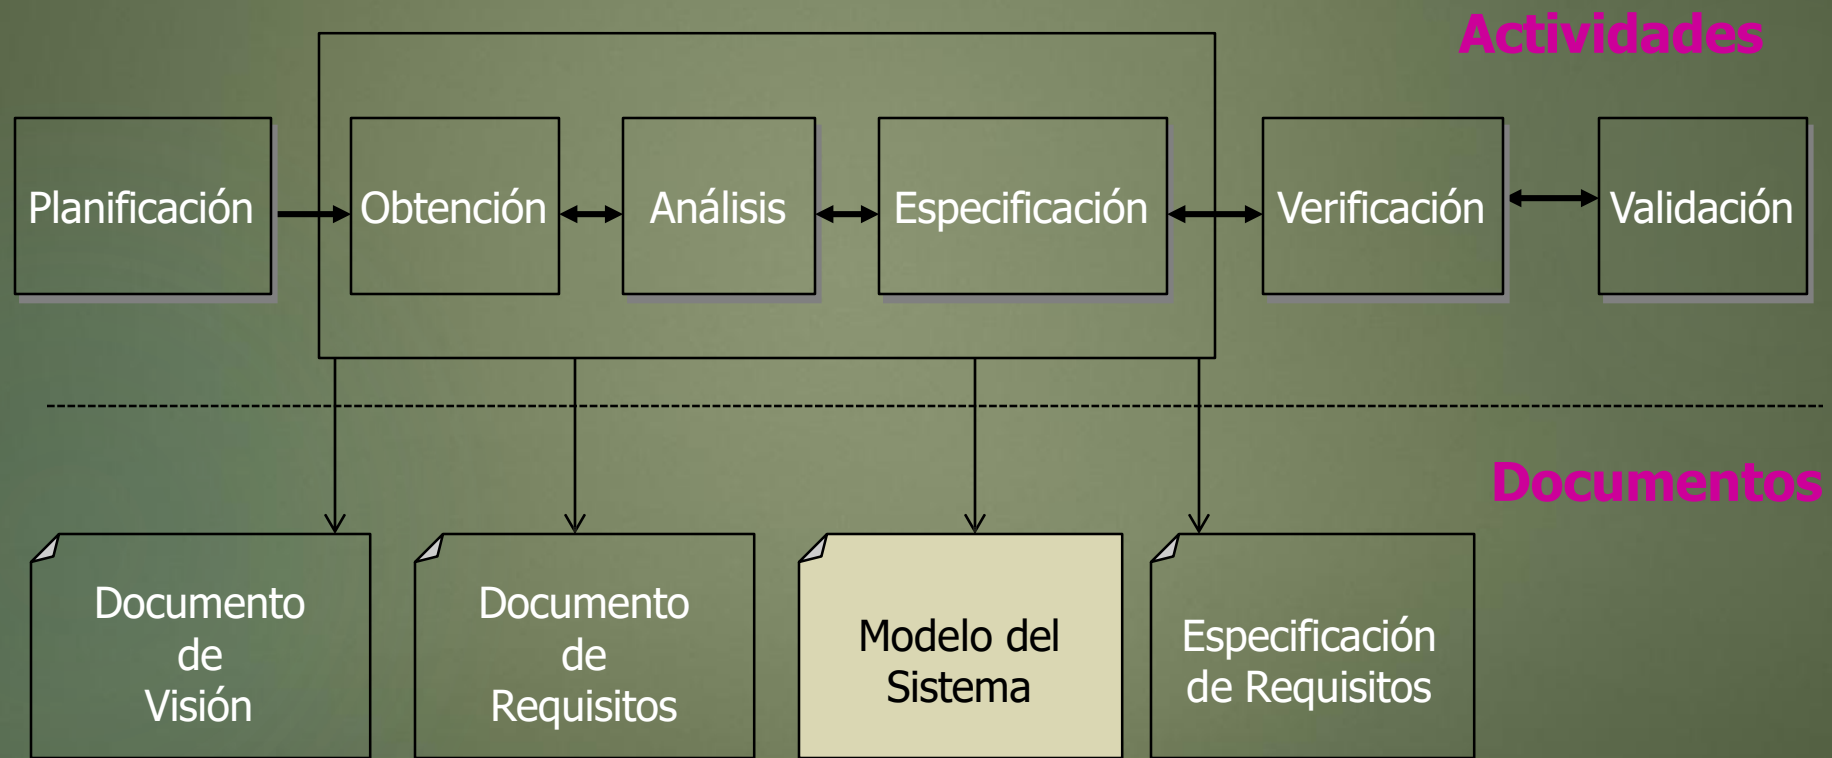 Actividades
Planificación
Obtención
Análisis
Especificación
Verificación
Validación
Documentos
Documento
de
Visión
Documento
de
Requisitos
Modelo del
Sistema
Especificación
de Requisitos